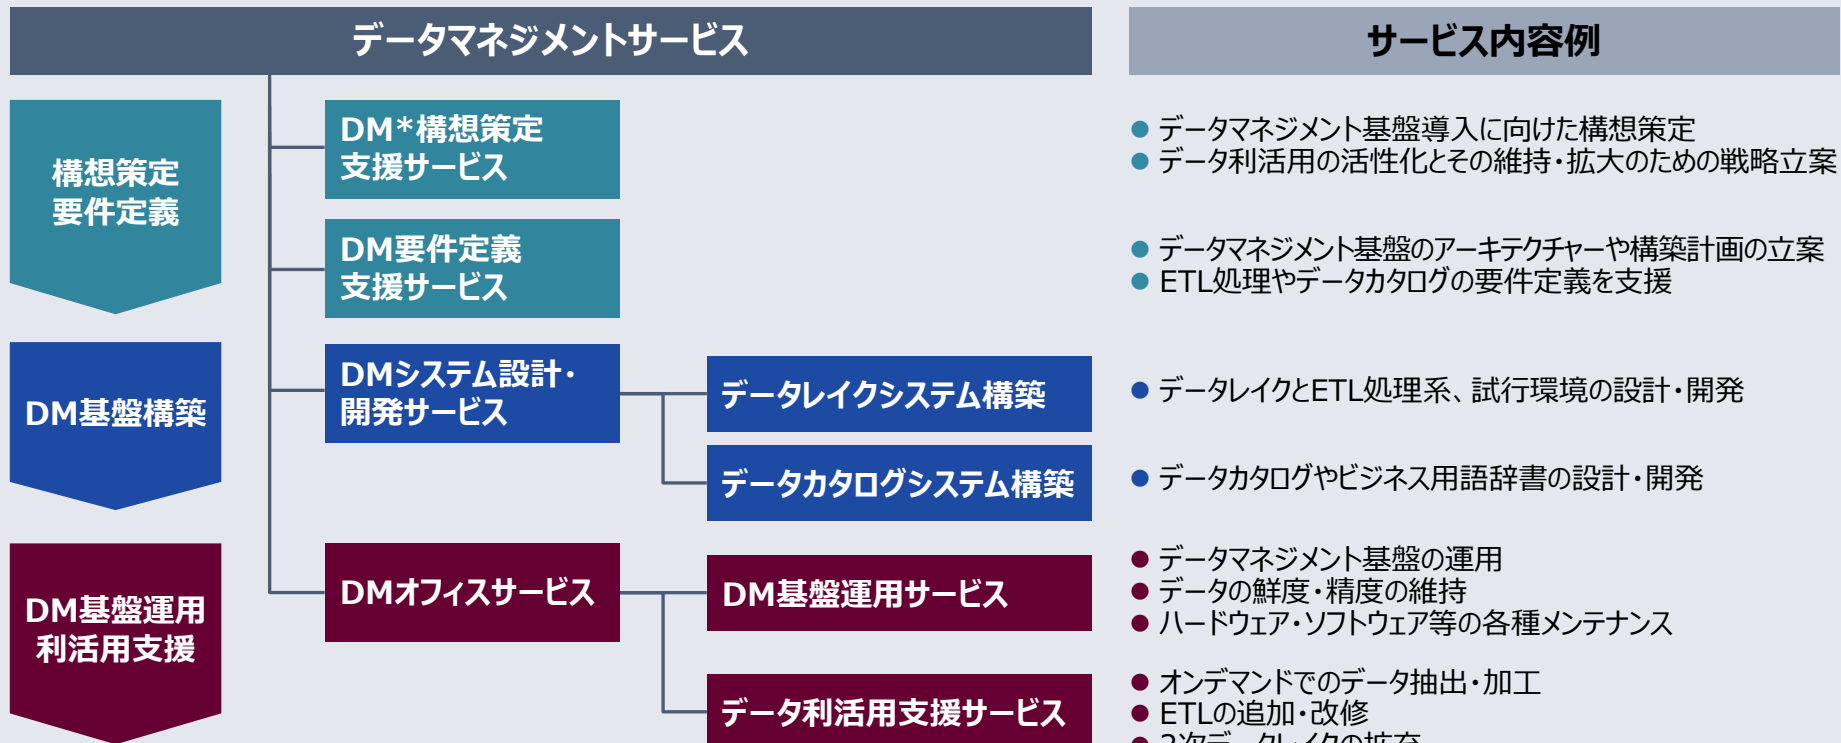 データマネジメントサービス
サービス内容例
構想策定
要件定義
DM*構想策定
支援サービス
● データマネジメント基盤導入に向けた構想策定
● データ利活用の活性化とその維持・拡大のための戦略立案
DM要件定義
支援サービス
● データマネジメント基盤のアーキテクチャーや構築計画の立案
● ETL処理やデータカタログの要件定義を支援
DM基盤構築
DMシステム設計・
開発サービス
データレイクシステム構築
● データレイクとETL処理系、試行環境の設計・開発
データカタログシステム構築
● データカタログやビジネス用語辞書の設計・開発
DM基盤運用
利活用支援
DMオフィスサービス
DM基盤運用サービス
● データマネジメント基盤の運用
● データの鮮度・精度の維持
● ハードウェア・ソフトウェア等の各種メンテナンス
データ利活用支援サービス
● オンデマンドでのデータ抽出・加工
● ETLの追加・改修
● 2次データレイクの拡充